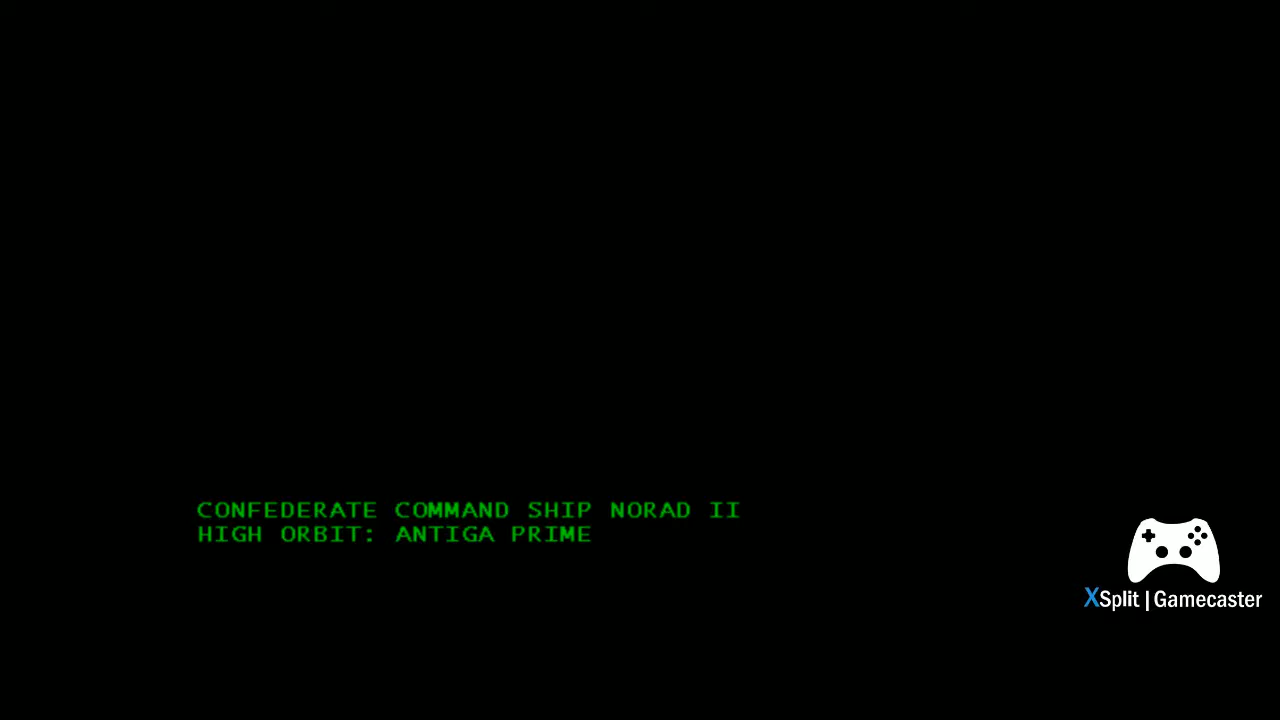 CONFEDERATE COMMAND SHIP NORAD II
HIGH ORBIT: ANTIGA PRIME
XSplit | Gamecaster